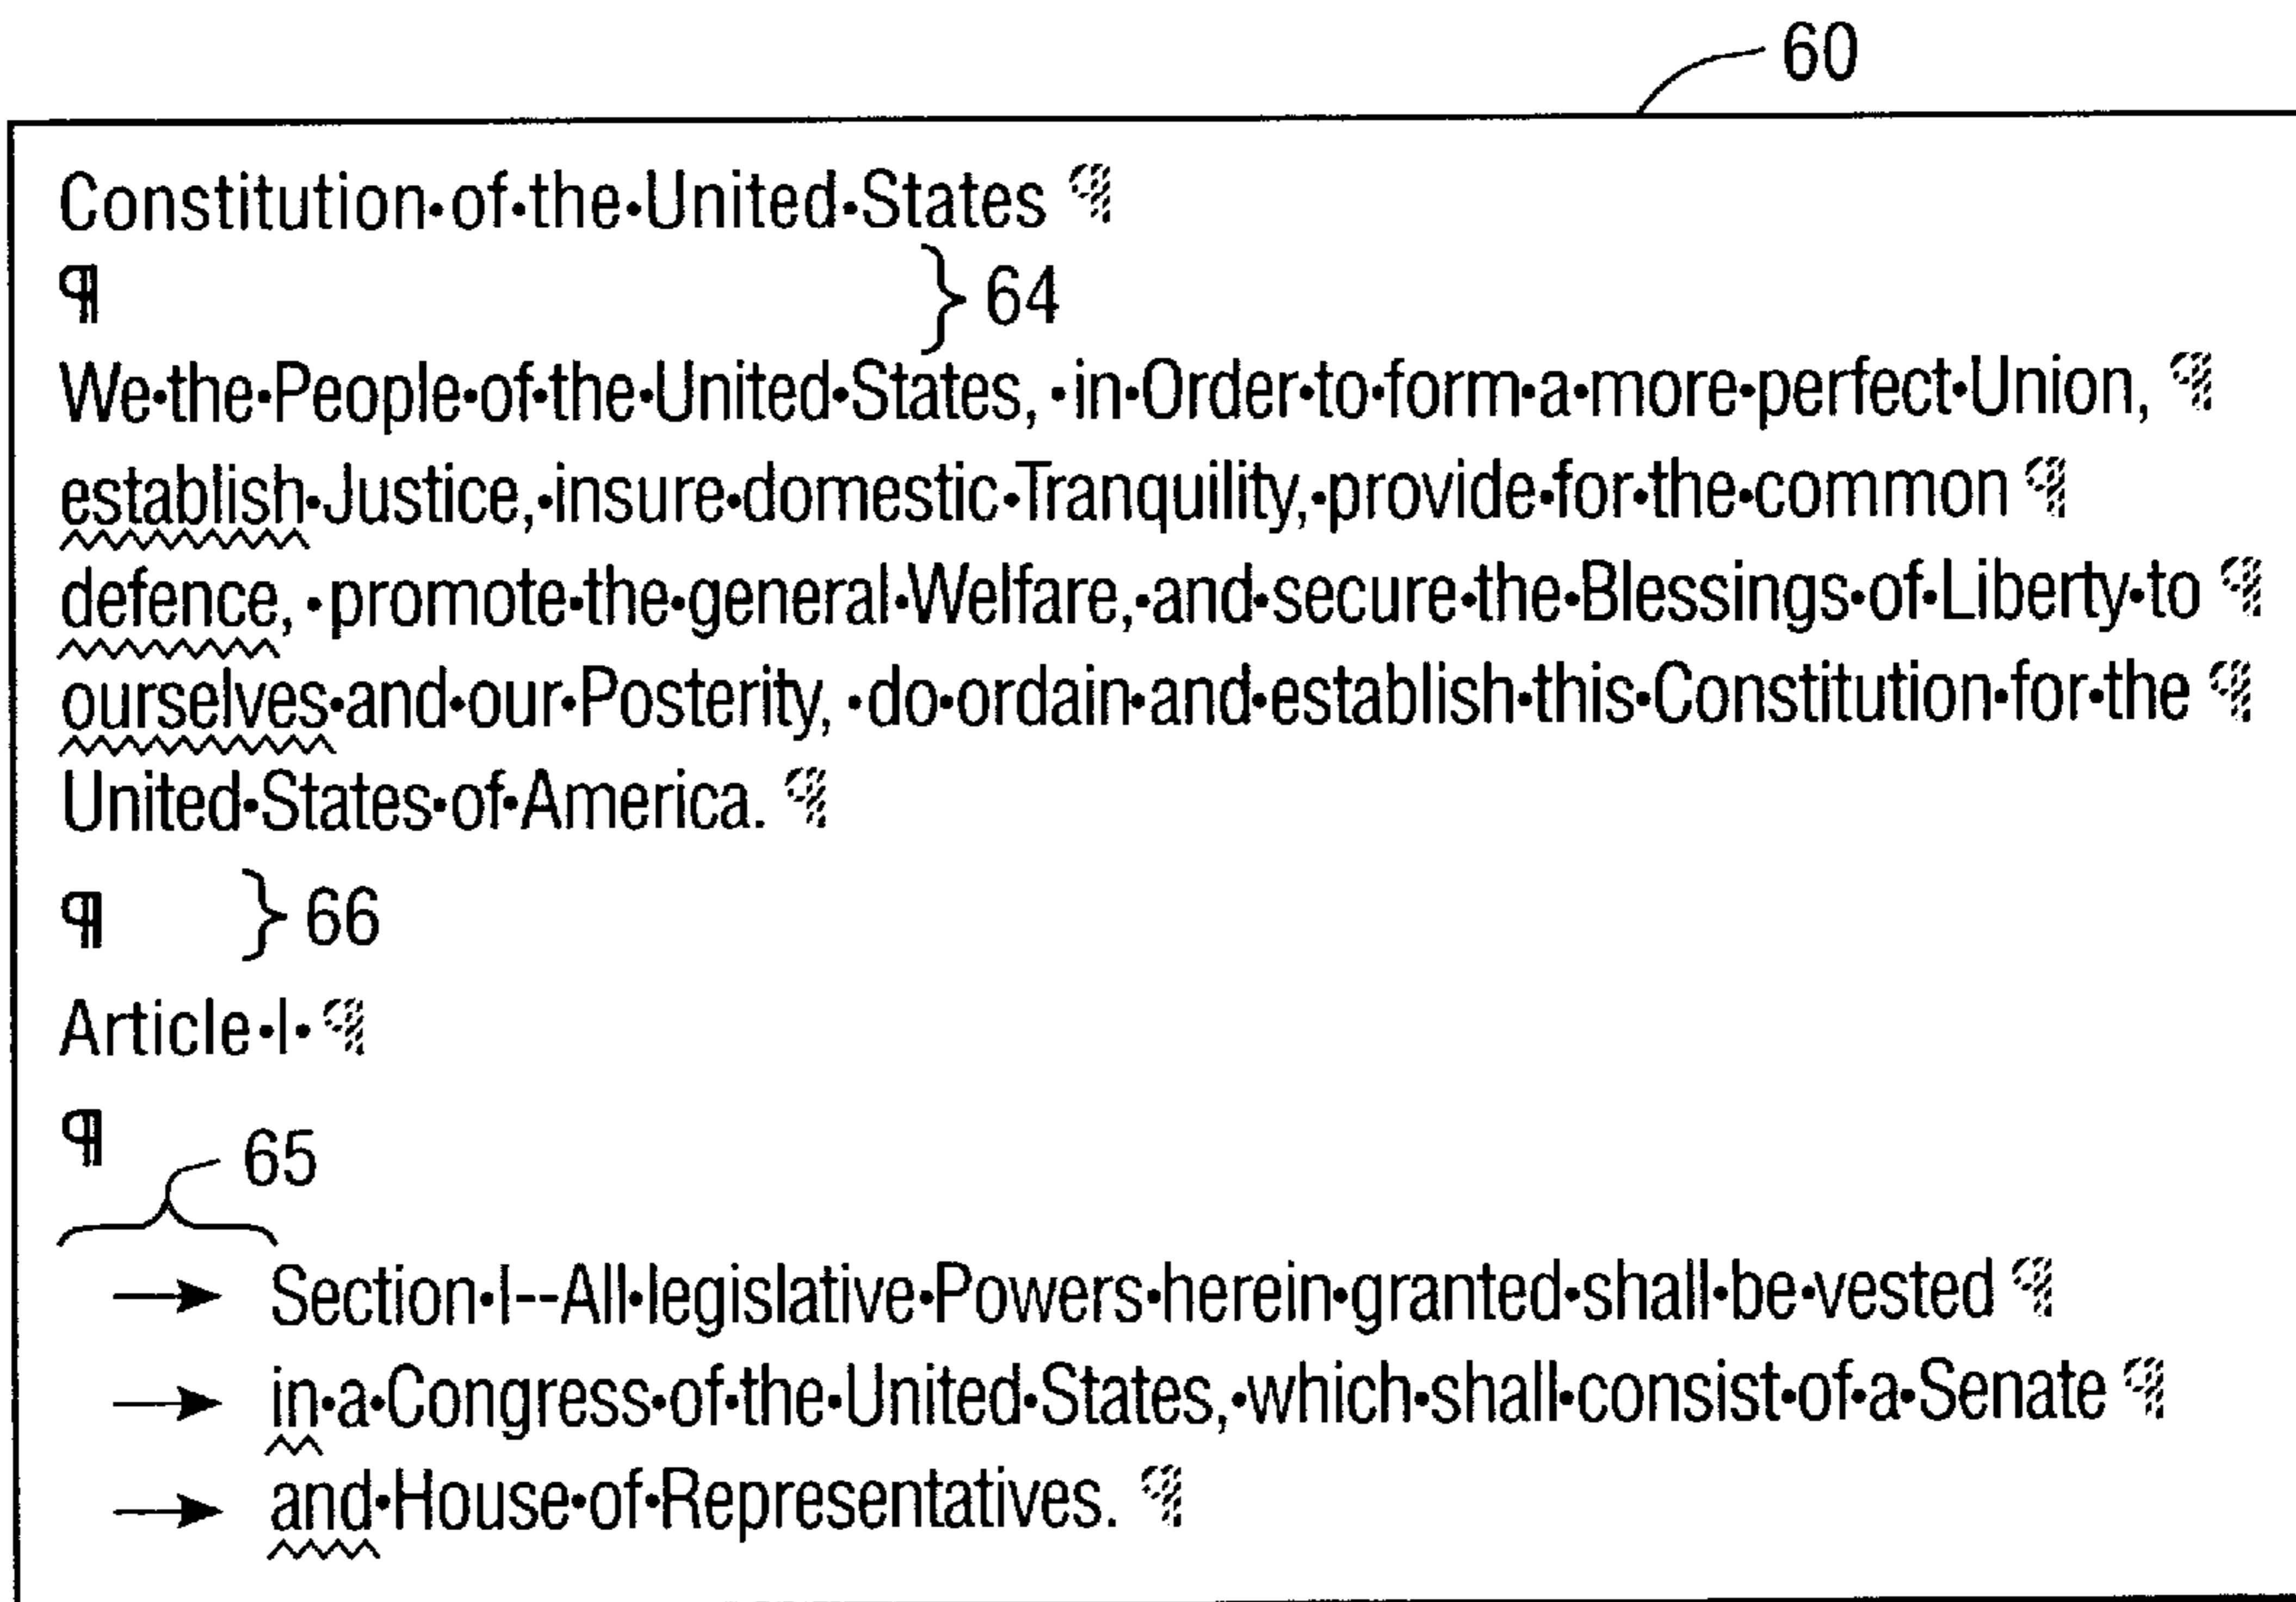 60
Constitution·of·the·United·States ¶
¶ } 64
We·the·People·of·the·United·States, ·in·Order·to·form·a·more·perfect·Union, ¶
establish·Justice,·insure·domestic·Tranquility,·provide·for·the·common ¶
defence, ·promote·the·general·Welfare,·and·secure·the·Blessings·of·Liberty·to ¶
ourselves·and·our·Posterity, ·do·ordain·and·establish·this·Constitution·for·the ¶
United·States·of·America. ¶
¶ } 66
Article·I· ¶
¶
65
→ Section·I--All·legislative·Powers·herein·granted·shall·be·vested ¶
→ in·a·Congress·of·the·United·States,·which·shall·consist·of·a·Senate ¶
→ and·House·of·Representatives. ¶